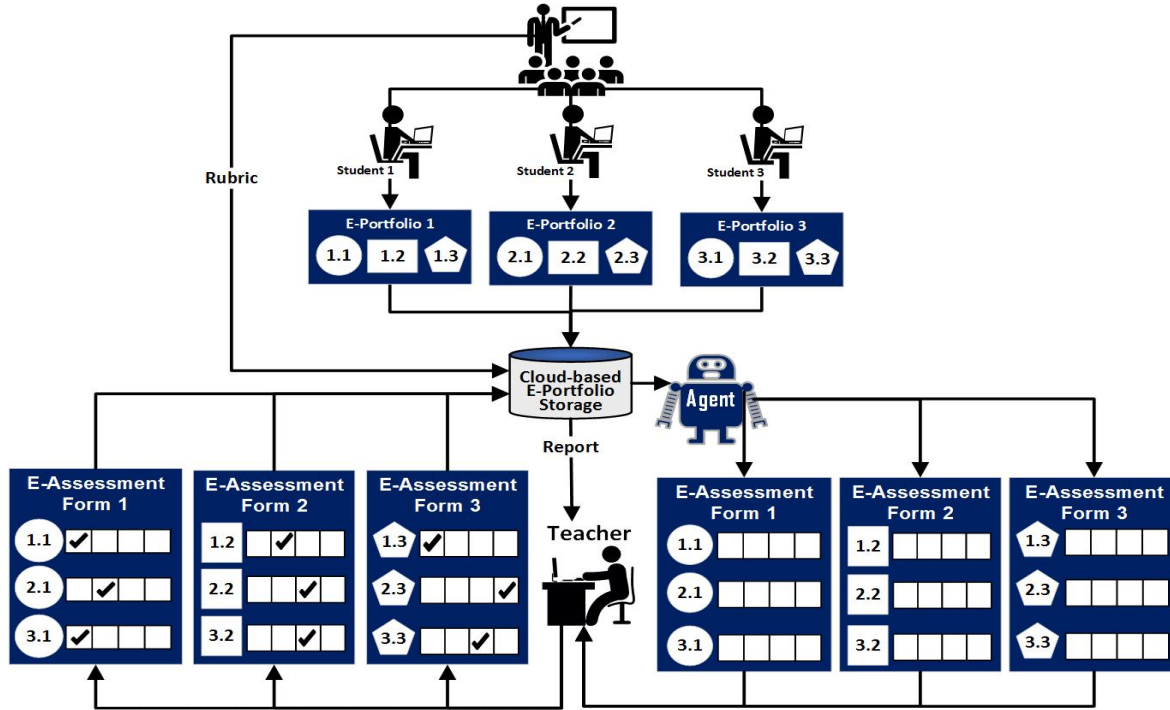 Student 1
Student 2
Student 3
Rubric
E-Portfolio 1
1.1
1.2
1.3
E-Portfolio 2
2.1
2.2
2.3
E-Portfolio 3
3.1
3.2
3.3
Cloud-based
E-Portfolio
Storage
Agent
Report
E-Assessment
Form 1
1.1
2.1
3.1
E-Assessment
Form 2
1.2
2.2
3.2
E-Assessment
Form 3
1.3
2.3
3.3
Teacher
E-Assessment
Form 1
1.1
2.1
3.1
E-Assessment
Form 2
1.2
2.2
3.2
E-Assessment
Form 3
1.3
2.3
3.3